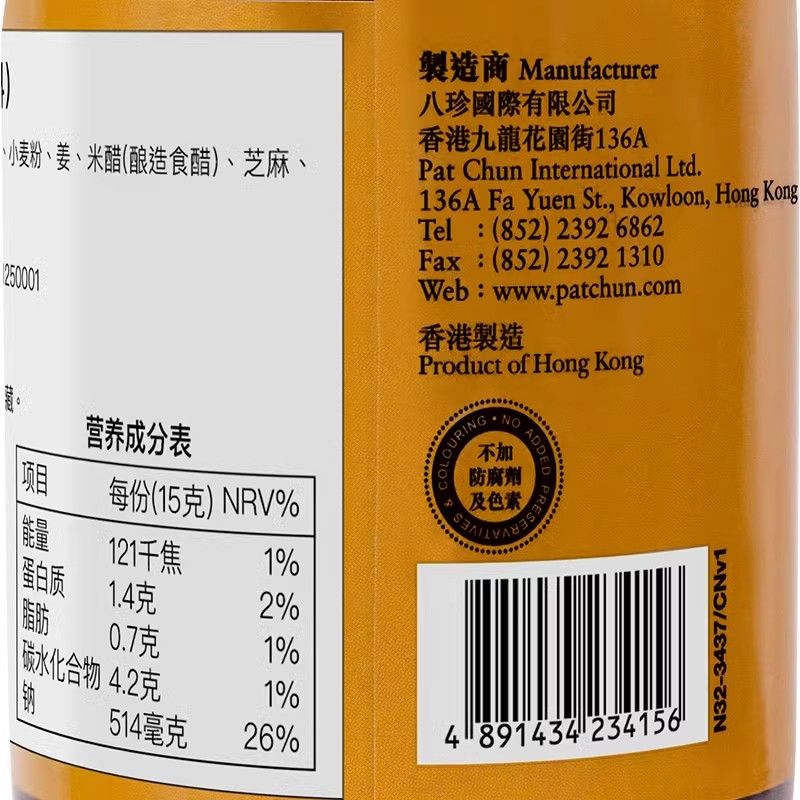 、小麦粉、姜、米醋(酿造食醋)、芝麻、
250001
藏。
营养成分表
项目 每份(15克) NRV%
能量 121千焦 1%
蛋白质 1.4克 2%
脂肪 0.7克 1%
碳水化合物 4.2克 1%
钠 514毫克 26%
製造商 Manufacturer
八珍國際有限公司
香港九龍花園街136A
Pat Chun International Ltd.
136A Fa Yuen St., Kowloon, Hong Kong
Tel : (852) 2392 6862
Fax : (852) 2392 1310
Web : www.patchun.com
香港製造
Product of Hong Kong
NO ADDED PRESERVATIVES & COLOURING •
不加
防腐劑
及色素
4 891434 234156
N32-3437/CNv1